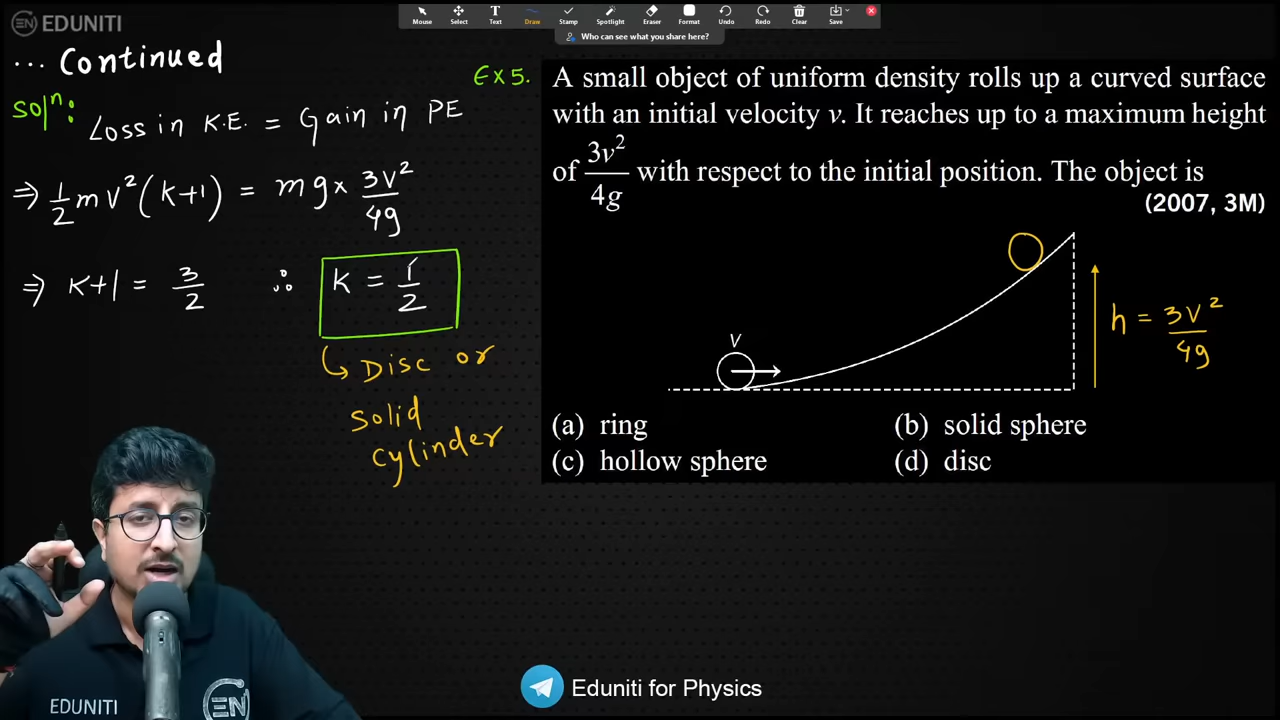 EN EDUNITI
Mouse Select Text Draw Stamp Spotlight Eraser Format Undo Redo Clear Save
Who can see what you share here?
... Continued
Solⁿ: Loss in K.E. = Gain in PE
⇒ 1/2 mv² (K+1) = mg × 3v²/4g
⇒ K+1 = 3/2 ∴ K = 1/2
↳ Disc or
Solid
cylinder
Ex 5.
A small object of uniform density rolls up a curved surface
with an initial velocity v. It reaches up to a maximum height
of 3v²/4g with respect to the initial position. The object is
(2007, 3M)
v
h = 3v²/4g
(a) ring (b) solid sphere
(c) hollow sphere (d) disc
EDUNITI EN
Eduniti for Physics